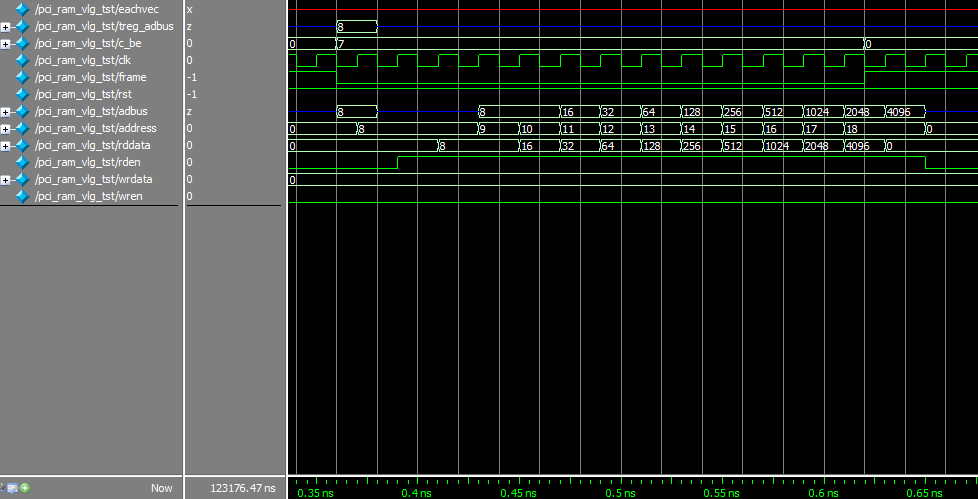 /pci_ram_vlg_tst/eachvec x
/pci_ram_vlg_tst/treg_adbus z 8
/pci_ram_vlg_tst/c_be 0 0 7 0
/pci_ram_vlg_tst/clk 0
/pci_ram_vlg_tst/frame -1
/pci_ram_vlg_tst/rst -1
/pci_ram_vlg_tst/adbus z 8 8 16 32 64 128 256 512 1024 2048 4096
/pci_ram_vlg_tst/address 0 0 8 9 10 11 12 13 14 15 16 17 18 0
/pci_ram_vlg_tst/rddata 0 0 8 16 32 64 128 256 512 1024 2048 4096 0
/pci_ram_vlg_tst/rden 0
/pci_ram_vlg_tst/wrdata 0 0
/pci_ram_vlg_tst/wren 0
Now 123176.47 ns 0.35 ns 0.4 ns 0.45 ns 0.5 ns 0.55 ns 0.6 ns 0.65 ns